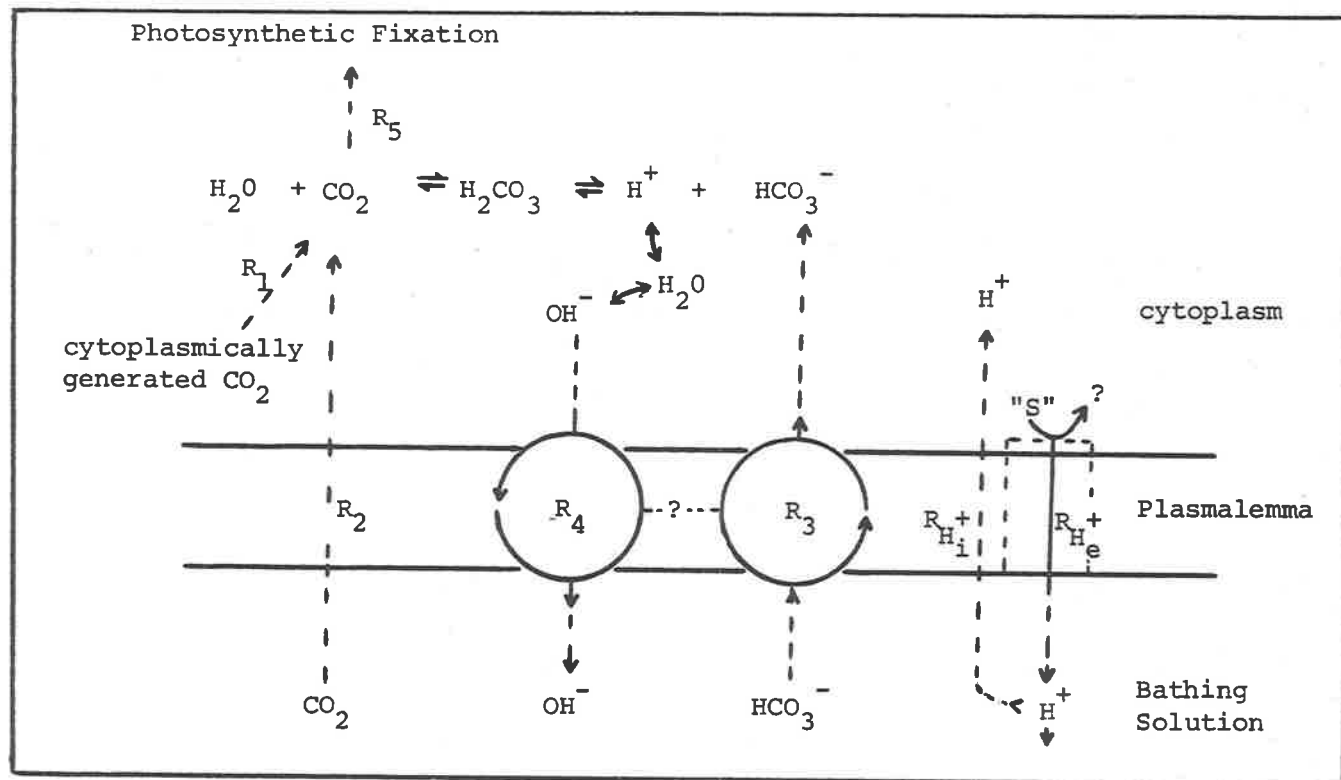 Photosynthetic Fixation
R5
H2O + CO2 ⇌ H2CO3 ⇌ H+ + HCO3-
R1
H2O
OH-
H+
cytoplasm
cytoplasmically
generated CO2
"S" ?
R2
R4
?
R3
RHi+
RHe+
Plasmalemma
CO2
OH-
HCO3-
H+
Bathing
Solution